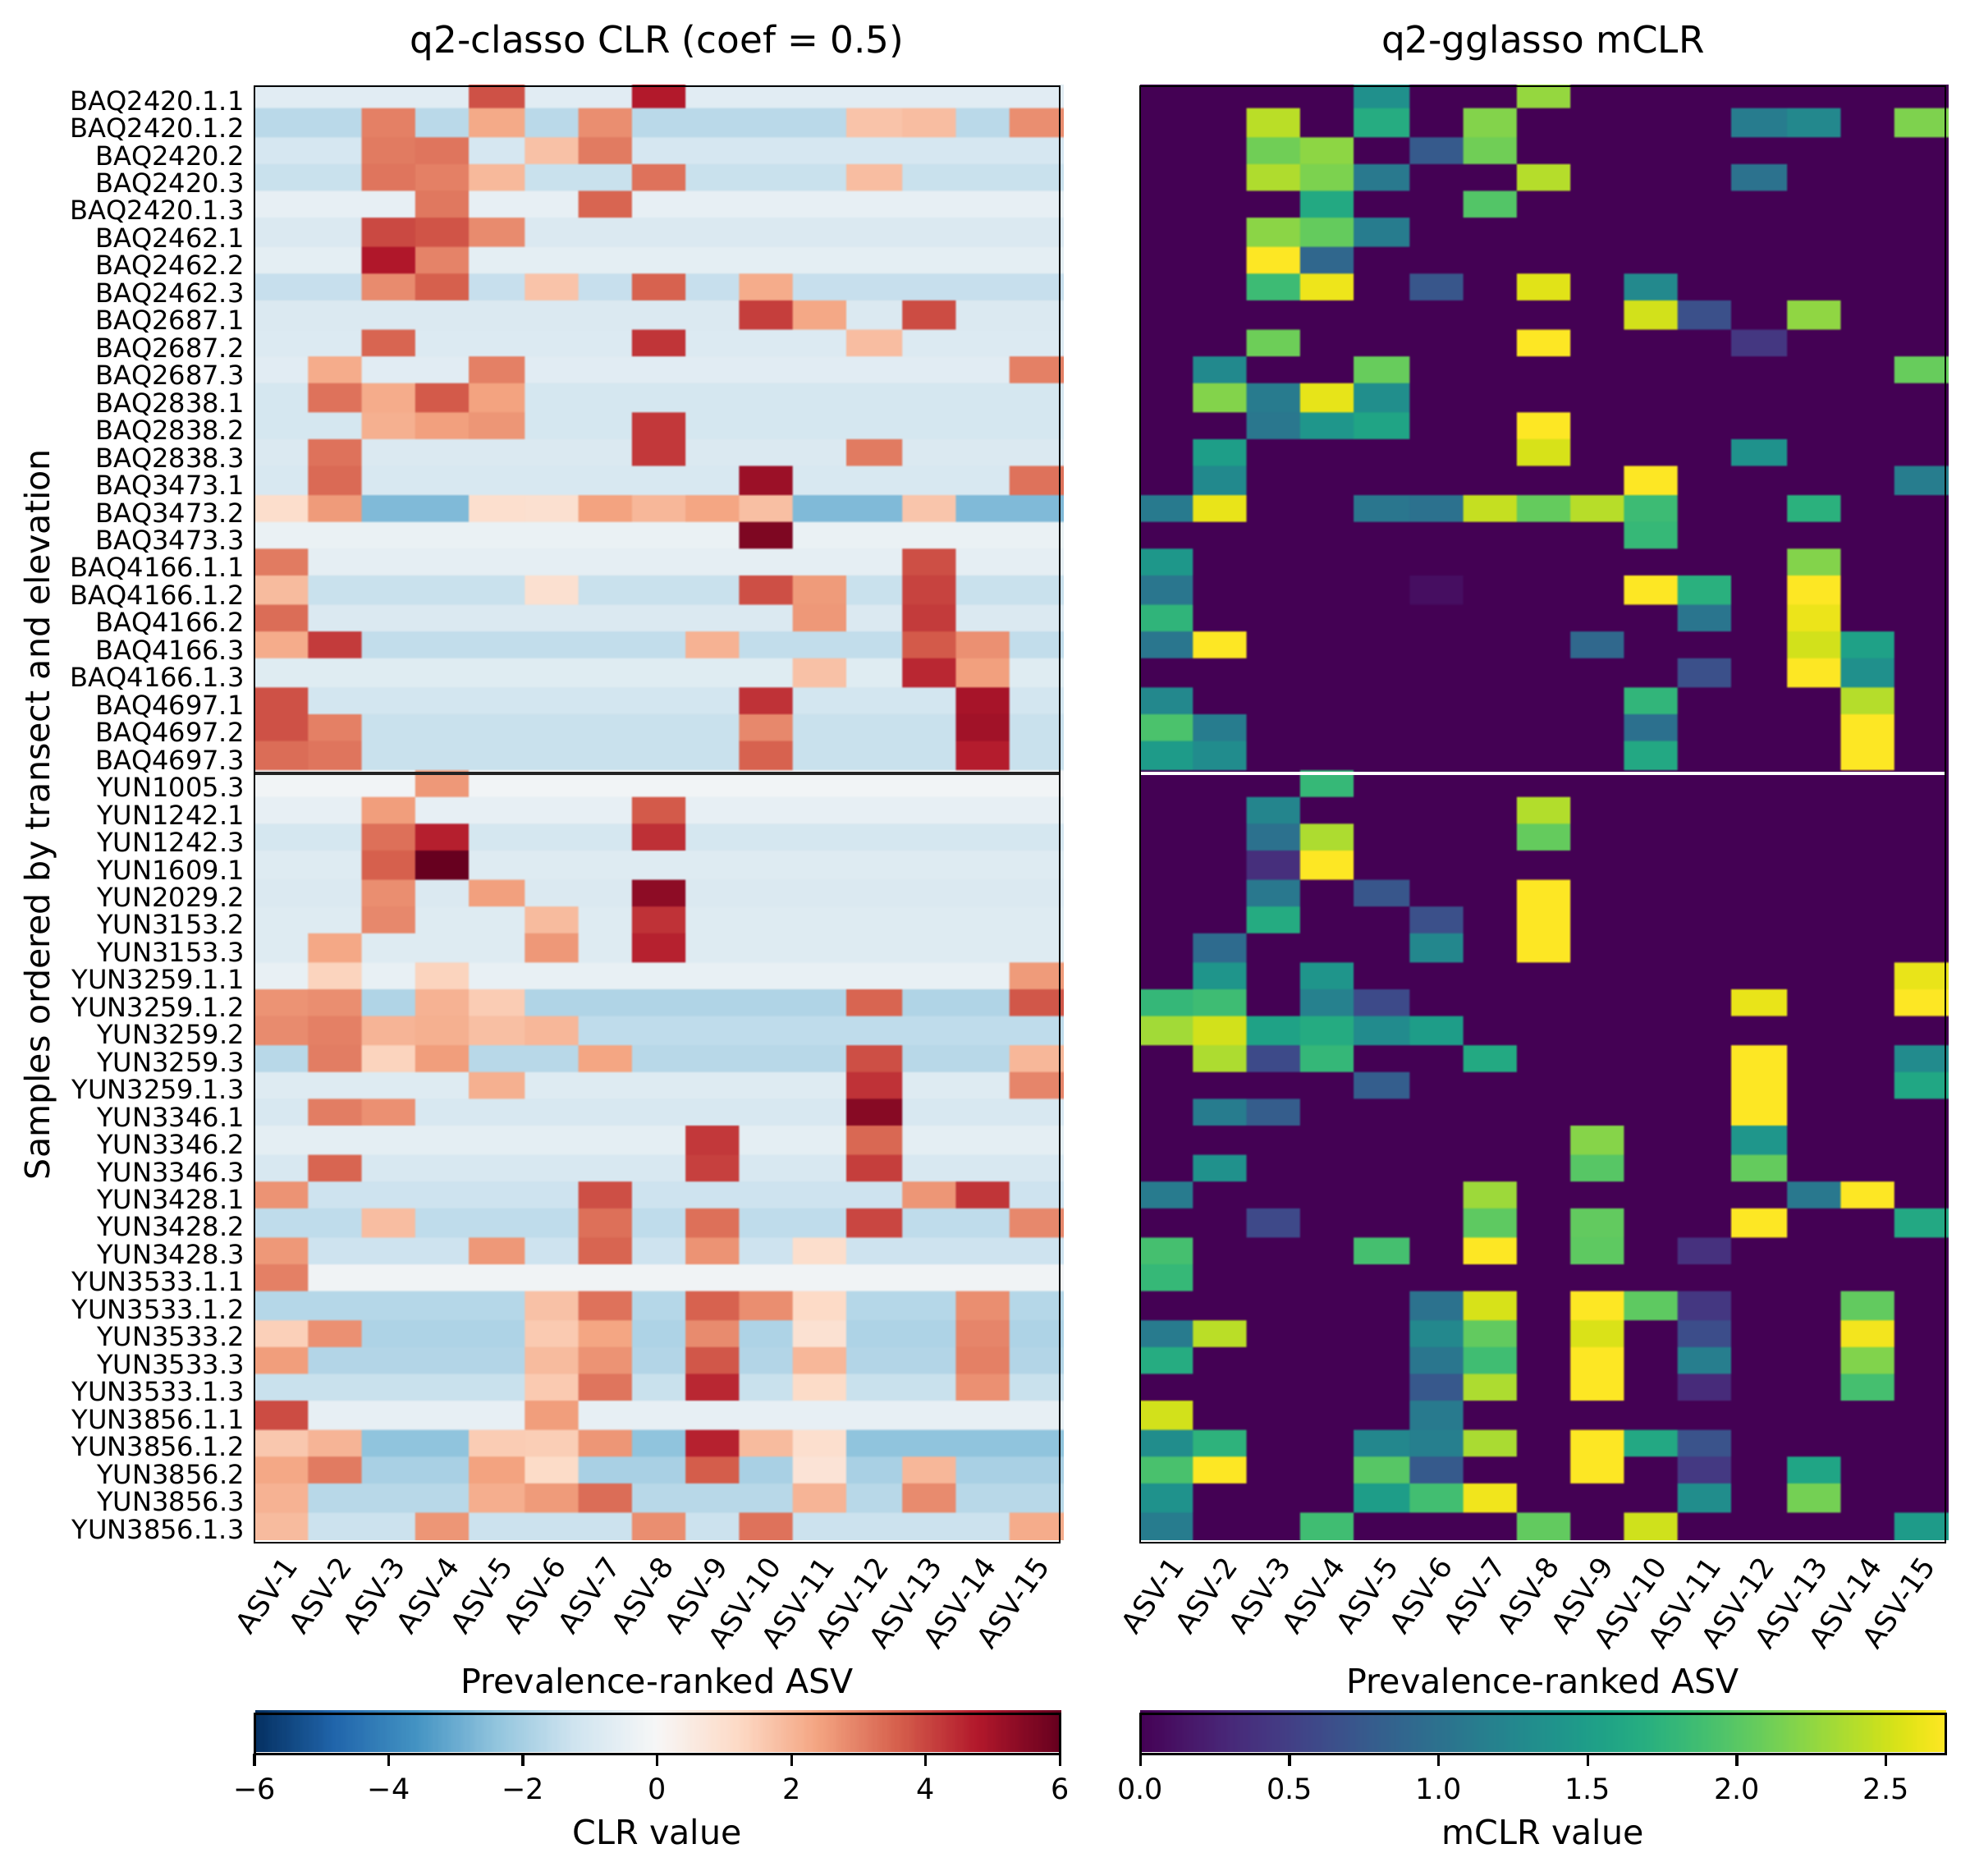 q2-classo CLR (coef = 0.5)
q2-gglasso mCLR
Samples ordered by transect and elevation
BAQ2420.1.1
BAQ2420.1.2
BAQ2420.2
BAQ2420.3
BAQ2420.1.3
BAQ2462.1
BAQ2462.2
BAQ2462.3
BAQ2687.1
BAQ2687.2
BAQ2687.3
BAQ2838.1
BAQ2838.2
BAQ2838.3
BAQ3473.1
BAQ3473.2
BAQ3473.3
BAQ4166.1.1
BAQ4166.1.2
BAQ4166.2
BAQ4166.3
BAQ4166.1.3
BAQ4697.1
BAQ4697.2
BAQ4697.3
YUN1005.3
YUN1242.1
YUN1242.3
YUN1609.1
YUN2029.2
YUN3153.2
YUN3153.3
YUN3259.1.1
YUN3259.1.2
YUN3259.2
YUN3259.3
YUN3259.1.3
YUN3346.1
YUN3346.2
YUN3346.3
YUN3428.1
YUN3428.2
YUN3428.3
YUN3533.1.1
YUN3533.1.2
YUN3533.2
YUN3533.3
YUN3533.1.3
YUN3856.1.1
YUN3856.1.2
YUN3856.2
YUN3856.3
YUN3856.1.3
ASV-1 ASV-2 ASV-3 ASV-4 ASV-5 ASV-6 ASV-7 ASV-8 ASV-9 ASV-10 ASV-11 ASV-12 ASV-13 ASV-14 ASV-15
ASV-1 ASV-2 ASV-3 ASV-4 ASV-5 ASV-6 ASV-7 ASV-8 ASV-9 ASV-10 ASV-11 ASV-12 ASV-13 ASV-14 ASV-15
Prevalence-ranked ASV
Prevalence-ranked ASV
−6 −4 −2 0 2 4 6
0.0 0.5 1.0 1.5 2.0 2.5
CLR value
mCLR value